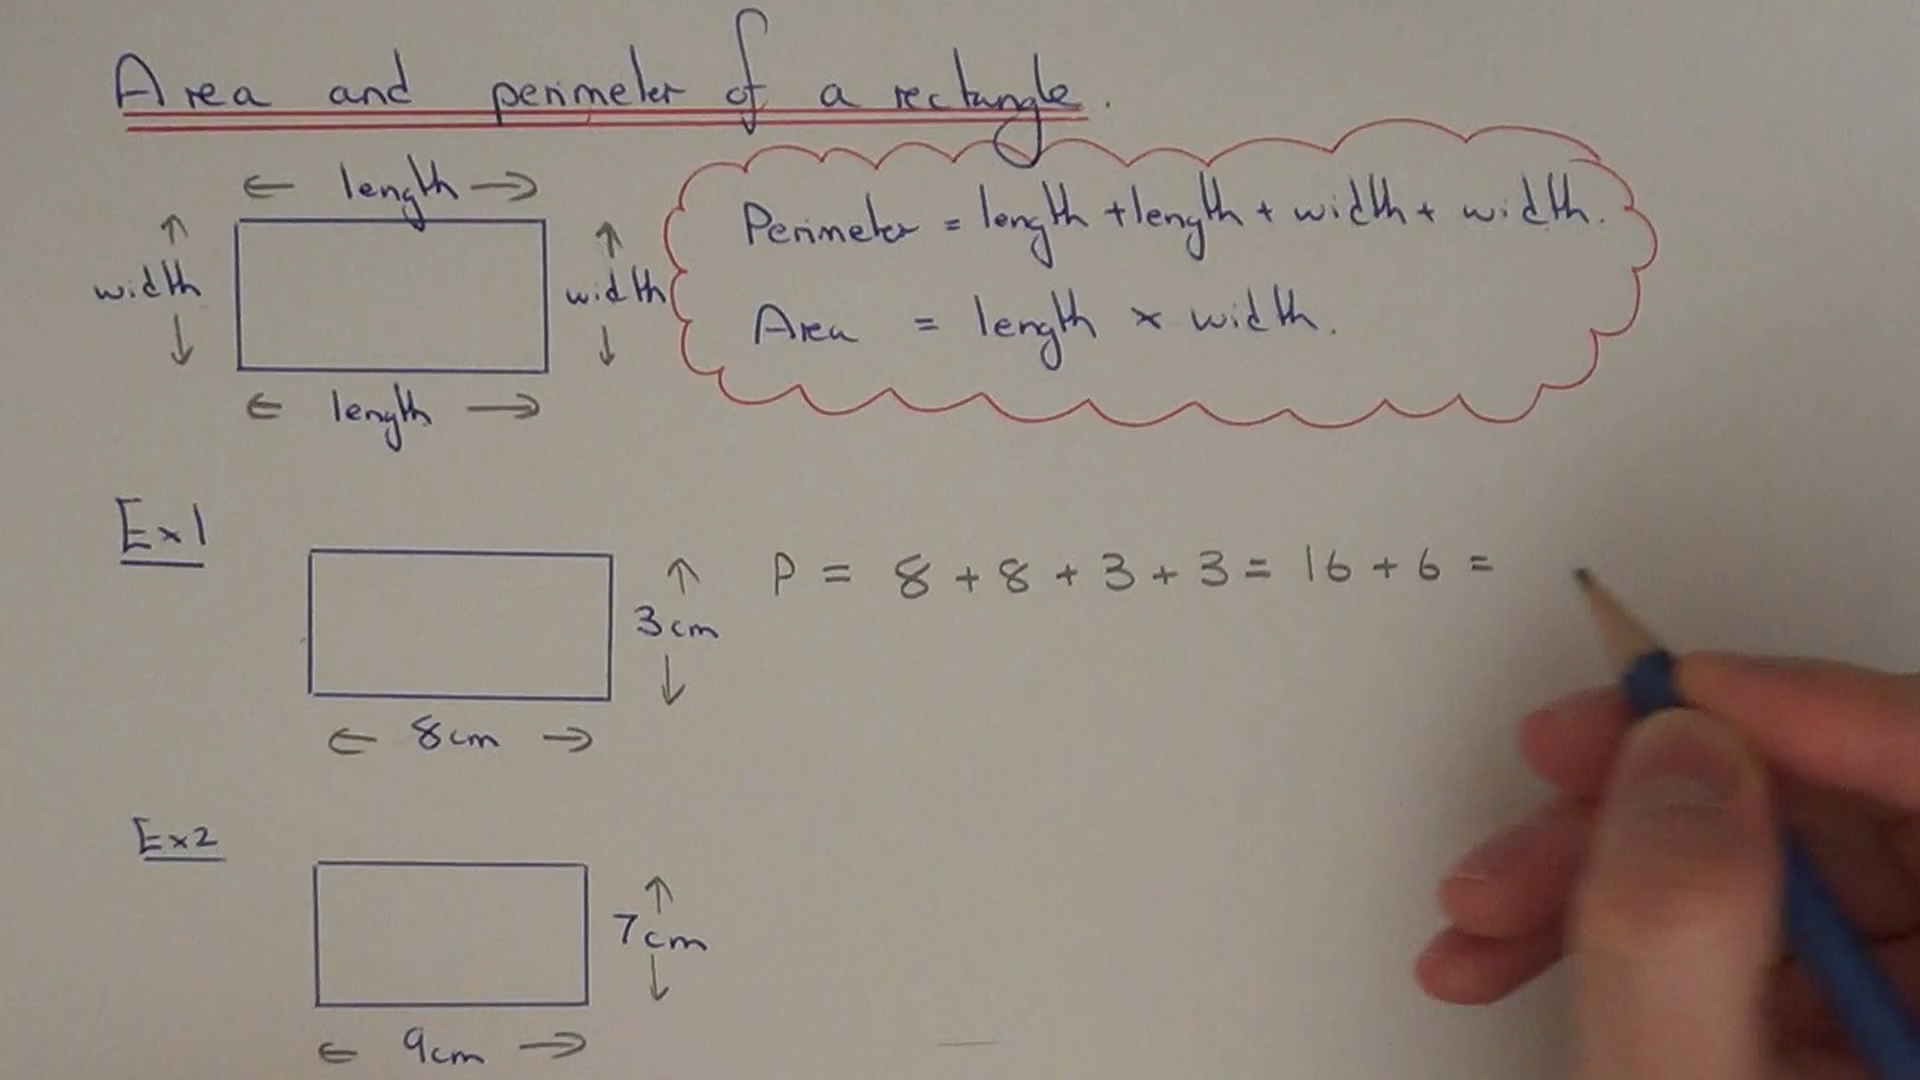 Area and perimeter of a rectangle.
← length →
↑
width
↓
↑
width
↓
← length →
Perimeter = length + length + width + width.
Area = length × width.
Ex1
↑
3cm
↓
← 8cm →
P = 8 + 8 + 3 + 3 = 16 + 6 =
Ex2
↑
7cm
↓
← 9cm →